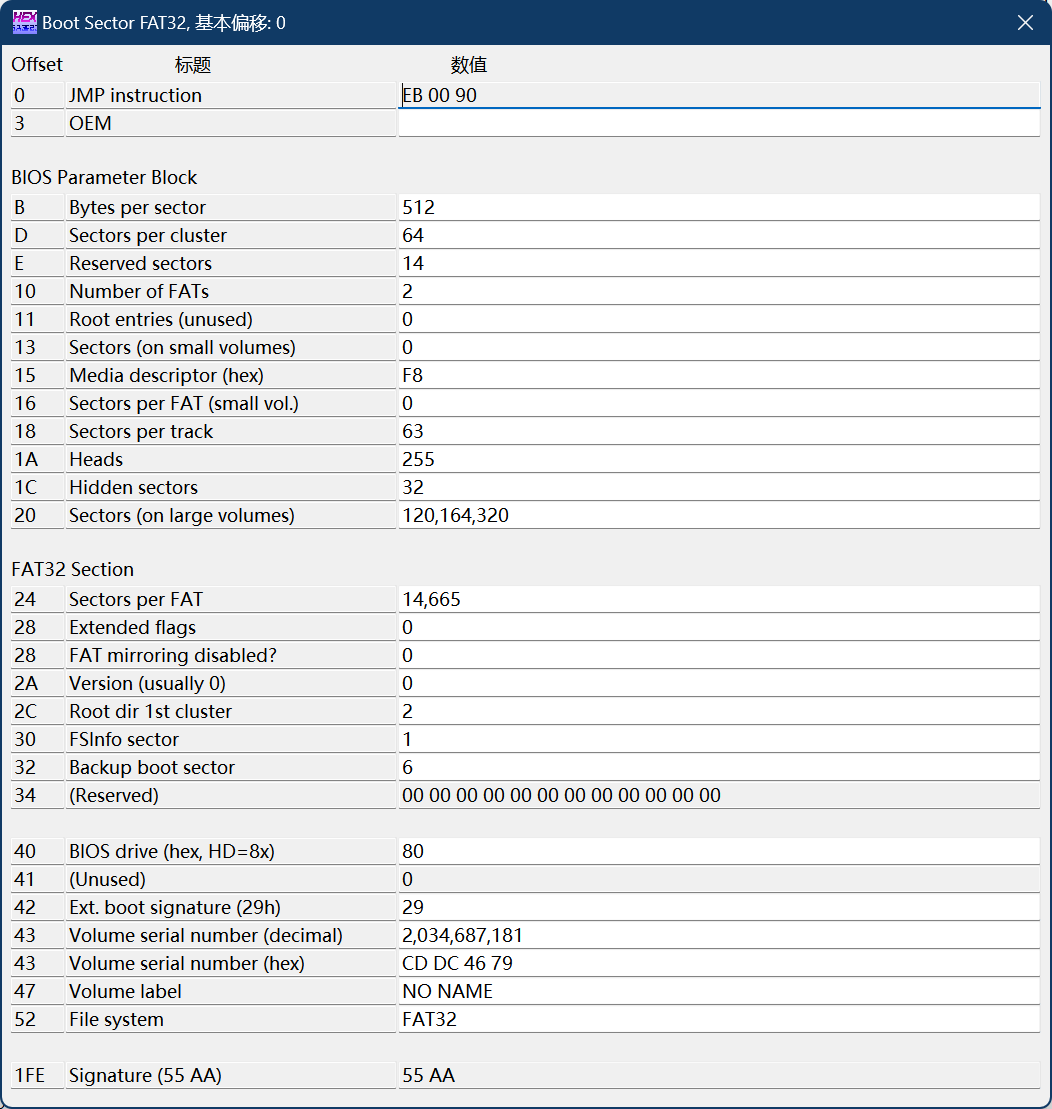 Boot Sector FAT32, 基本偏移: 0
Offset 标题 数值
0 JMP instruction EB 00 90
3 OEM
BIOS Parameter Block
B Bytes per sector 512
D Sectors per cluster 64
E Reserved sectors 14
10 Number of FATs 2
11 Root entries (unused) 0
13 Sectors (on small volumes) 0
15 Media descriptor (hex) F8
16 Sectors per FAT (small vol.) 0
18 Sectors per track 63
1A Heads 255
1C Hidden sectors 32
20 Sectors (on large volumes) 120,164,320
FAT32 Section
24 Sectors per FAT 14,665
28 Extended flags 0
28 FAT mirroring disabled? 0
2A Version (usually 0) 0
2C Root dir 1st cluster 2
30 FSInfo sector 1
32 Backup boot sector 6
34 (Reserved) 00 00 00 00 00 00 00 00 00 00 00 00
40 BIOS drive (hex, HD=8x) 80
41 (Unused) 0
42 Ext. boot signature (29h) 29
43 Volume serial number (decimal) 2,034,687,181
43 Volume serial number (hex) CD DC 46 79
47 Volume label NO NAME
52 File system FAT32
1FE Signature (55 AA) 55 AA